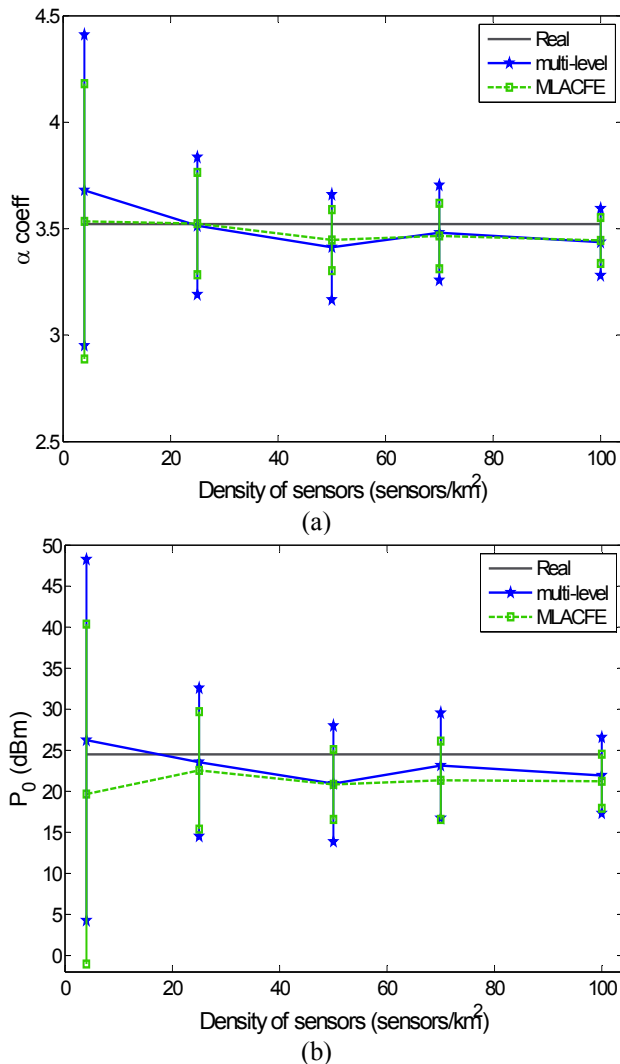 4.5
4
3.5
3
2.5
α coeff
Real
multi-level
MLACFE
0 20 40 60 80 100
Density of sensors (sensors/km²)
(a)
50
45
40
35
30
25
20
15
10
5
0
P_0 (dBm)
Real
multi-level
MLACFE
0 20 40 60 80 100
Density of sensors (sensors/km²)
(b)